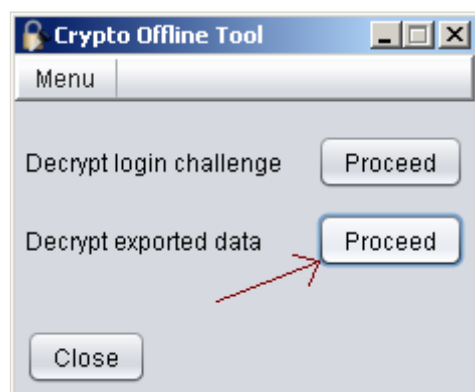 Crypto Offline Tool
Menu
Decrypt login challenge Proceed
Decrypt exported data Proceed
Close